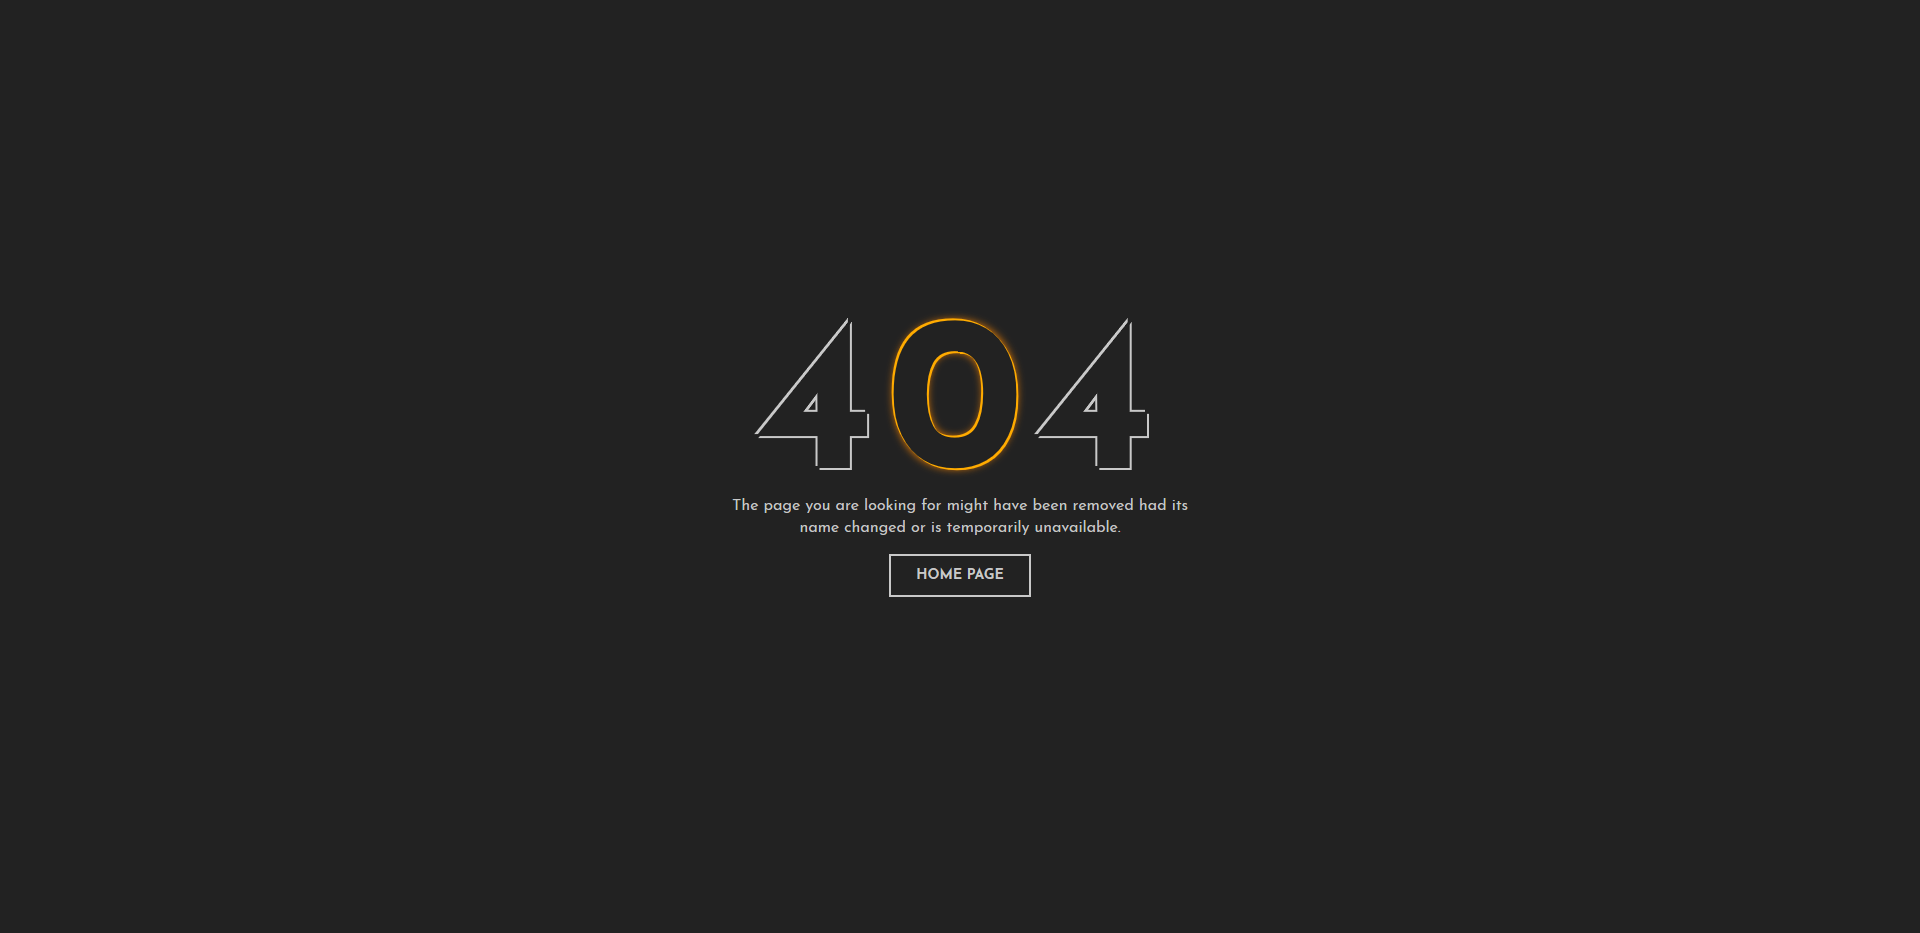 404
The page you are looking for might have been removed had its
name changed or is temporarily unavailable.
HOME PAGE